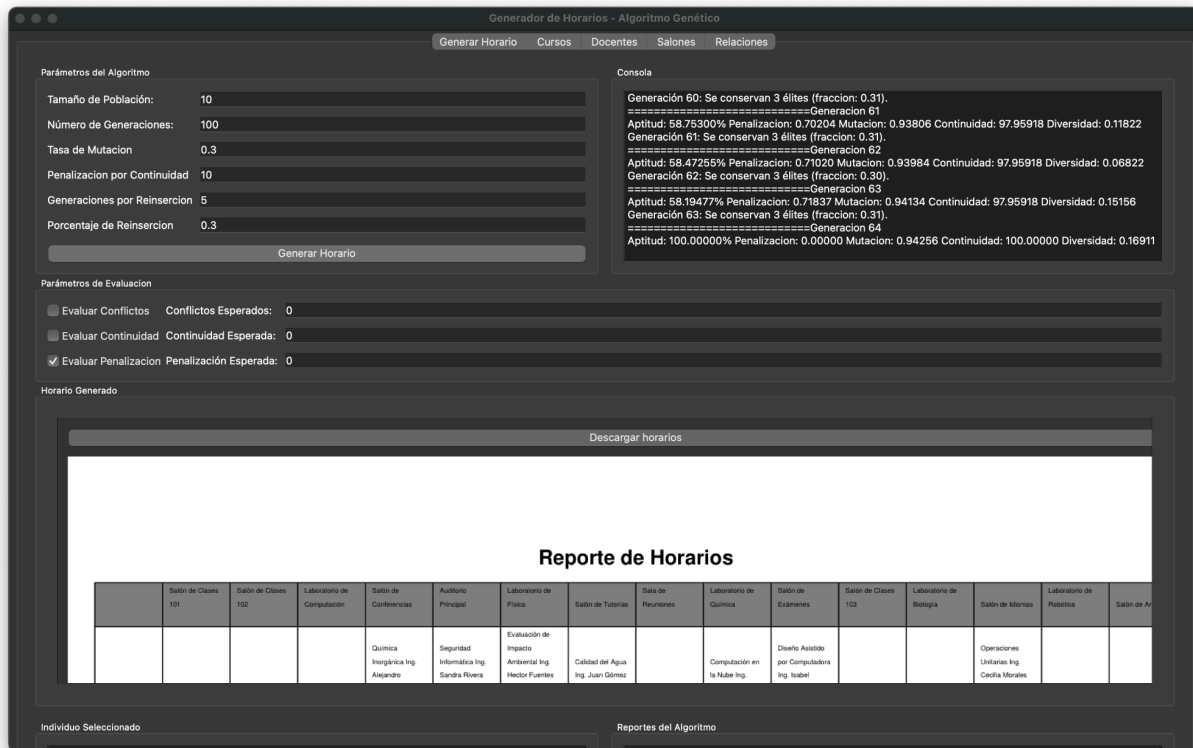 Generador de Horarios - Algoritmo Genético
Generar Horario Cursos Docentes Salones Relaciones
Parámetros del Algoritmo
Tamaño de Población: 10
Número de Generaciones: 100
Tasa de Mutacion 0.3
Penalizacion por Continuidad 10
Generaciones por Reinsercion 5
Porcentaje de Reinsercion 0.3
Generar Horario
Consola
Generación 60: Se conservan 3 élites (fraccion: 0.31).
============================Generacion 61
Aptitud: 58.75300% Penalizacion: 0.70204 Mutacion: 0.93806 Continuidad: 97.95918 Diversidad: 0.11822
Generación 61: Se conservan 3 élites (fraccion: 0.31).
============================Generacion 62
Aptitud: 58.47255% Penalizacion: 0.71020 Mutacion: 0.93984 Continuidad: 97.95918 Diversidad: 0.06822
Generación 62: Se conservan 3 élites (fraccion: 0.30).
============================Generacion 63
Aptitud: 58.19477% Penalizacion: 0.71837 Mutacion: 0.94134 Continuidad: 97.95918 Diversidad: 0.15156
Generación 63: Se conservan 3 élites (fraccion: 0.31).
============================Generacion 64
Aptitud: 100.00000% Penalizacion: 0.00000 Mutacion: 0.94256 Continuidad: 100.00000 Diversidad: 0.16911
Parámetros de Evaluacion
Evaluar Conflictos Conflictos Esperados: 0
Evaluar Continuidad Continuidad Esperada: 0
Evaluar Penalizacion Penalización Esperada: 0
Horario Generado
Descargar horarios
Reporte de Horarios
Salón de Clases
101
Salón de Clases
102
Laboratorio de
Computación
Salón de
Conferencias
Auditorio
Principal
Laboratorio de
Física
Salón de Tutorías
Sala de
Reuniones
Laboratorio de
Química
Salón de
Exámenes
Salón de Clases
103
Laboratorio de
Biología
Salón de Idiomas
Laboratorio de
Robótica
Salón de Ar
Química
Inorgánica Ing.
Alejandro
Seguridad
Informática Ing.
Sandra Rivera
Evaluación de
Impacto
Ambiental Ing.
Hector Fuentes
Calidad del Agua
Ing. Juan Gómez
Computación en
la Nube Ing.
Diseño Asistido
por Computadora
Ing. Isabel
Operaciones
Unitarias Ing.
Cecilia Morales
Individuo Seleccionado
Reportes del Algoritmo